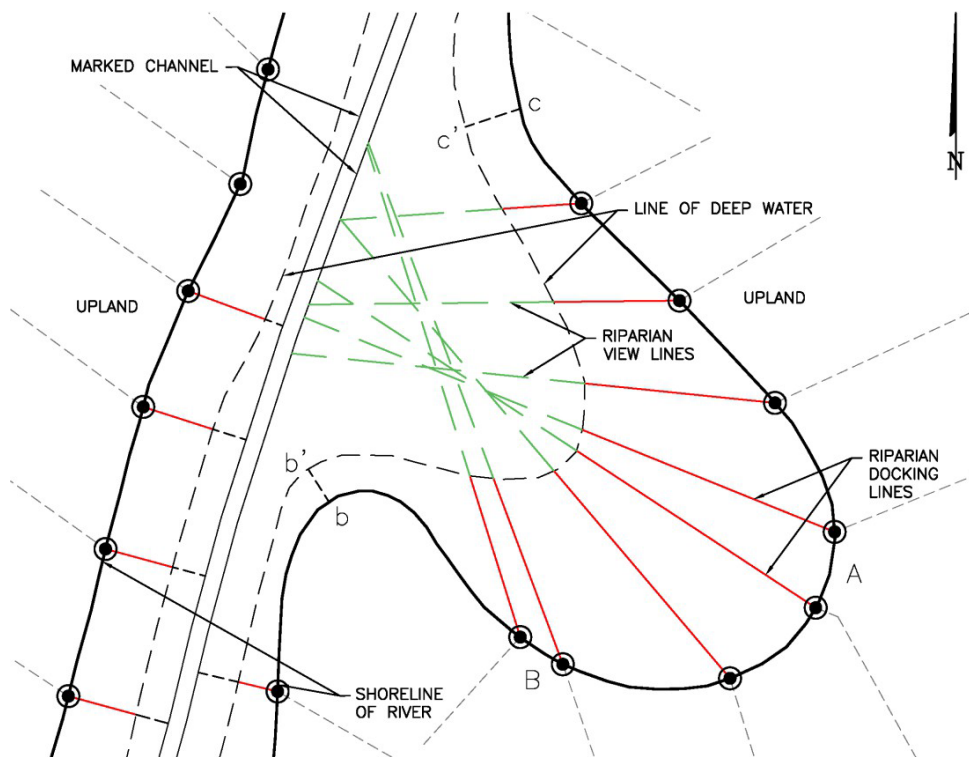 MARKED CHANNEL
c
c'
N
LINE OF DEEP WATER
UPLAND
UPLAND
RIPARIAN
VIEW LINES
b'
b
RIPARIAN
DOCKING
LINES
A
B
SHORELINE
OF RIVER